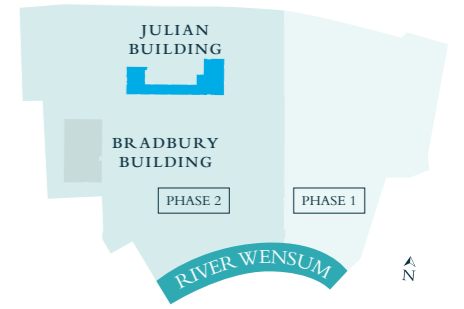 JULIAN
BUILDING
BRADBURY
BUILDING
PHASE 2
PHASE 1
RIVER WENSUM
N